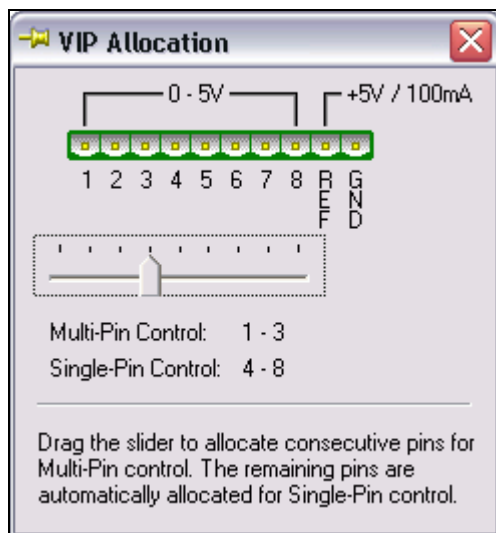 VIP Allocation
0 - 5V +5V / 100mA
1 2 3 4 5 6 7 8 REF GND
Multi-Pin Control: 1 - 3
Single-Pin Control: 4 - 8
Drag the slider to allocate consecutive pins for
Multi-Pin control. The remaining pins are
automatically allocated for Single-Pin control.